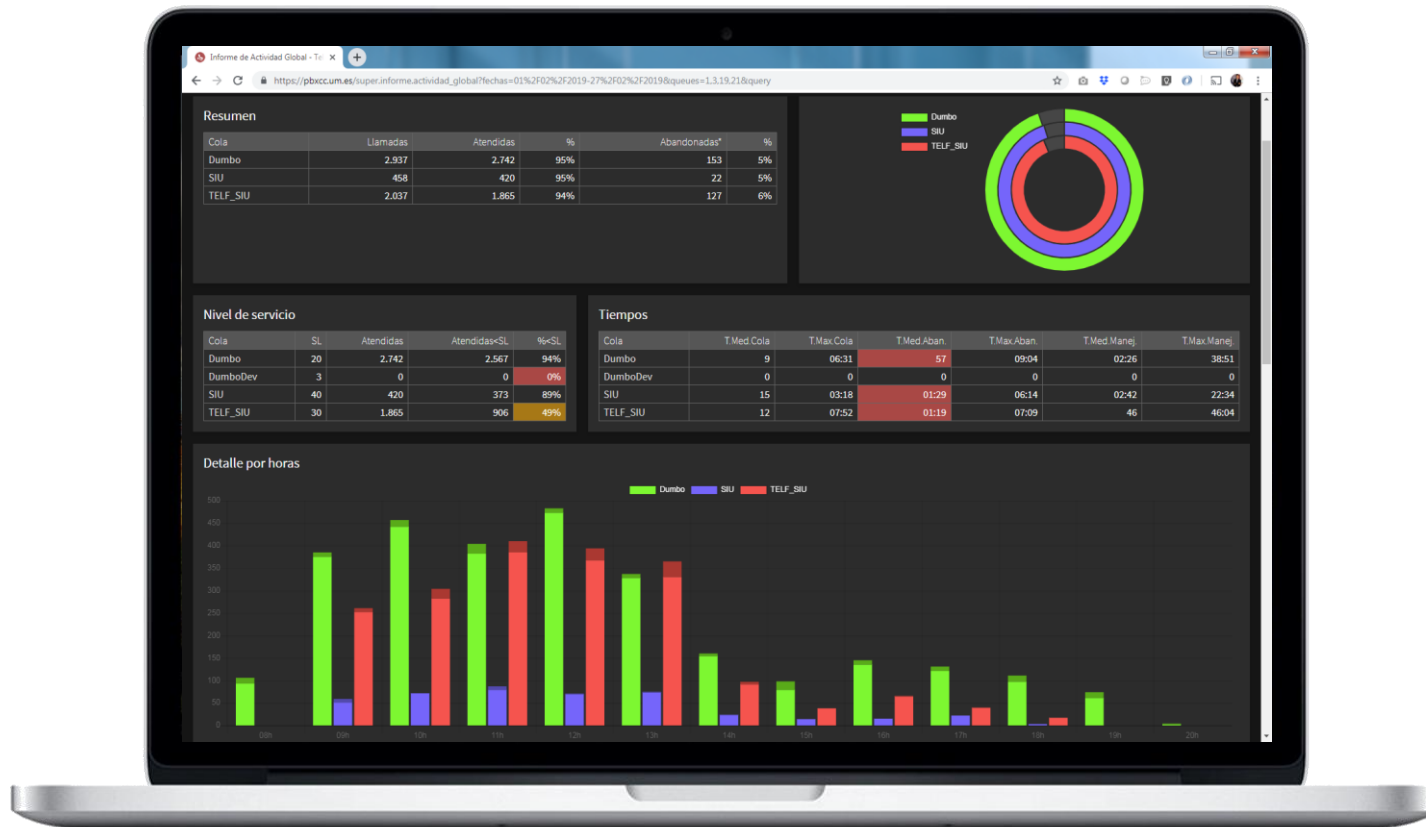 Informe de Actividad Global - Te
https://pbxcc.um.es/super.informe.actividad_global?fechas=01%2F02%2F2019-27%2F02%2F2019&queues=1,3,19,21&query
Resumen
Cola Llamadas Atendidas % Abandonadas* %
Dumbo 2.937 2.742 95% 153 5%
SIU 458 420 95% 22 5%
TELF_SIU 2.037 1.865 94% 127 6%
Dumbo
SIU
TELF_SIU
Nivel de servicio
Cola SL Atendidas Atendidas<SL %<SL
Dumbo 20 2.742 2.567 94%
DumboDev 3 0 0 0%
SIU 40 420 373 89%
TELF_SIU 30 1.865 906 49%
Tiempos
Cola T.Med.Cola T.Max.Cola T.Med.Aban. T.Max.Aban. T.Med.Manej. T.Max.Manej.
Dumbo 9 06:31 57 09:04 02:26 38:51
DumboDev 0 0 0 0 0 0
SIU 15 03:18 01:29 06:14 02:42 22:34
TELF_SIU 12 07:52 01:19 07:09 46 46:04
Detalle por horas
Dumbo SIU TELF_SIU
500
450
400
350
300
250
200
150
100
50
0
08h 09h 10h 11h 12h 13h 14h 15h 16h 17h 18h 19h 20h